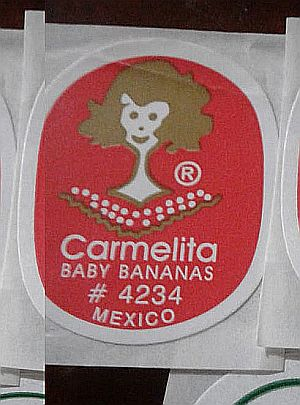 ®
Carmelita
BABY BANANAS
# 4234
MEXICO